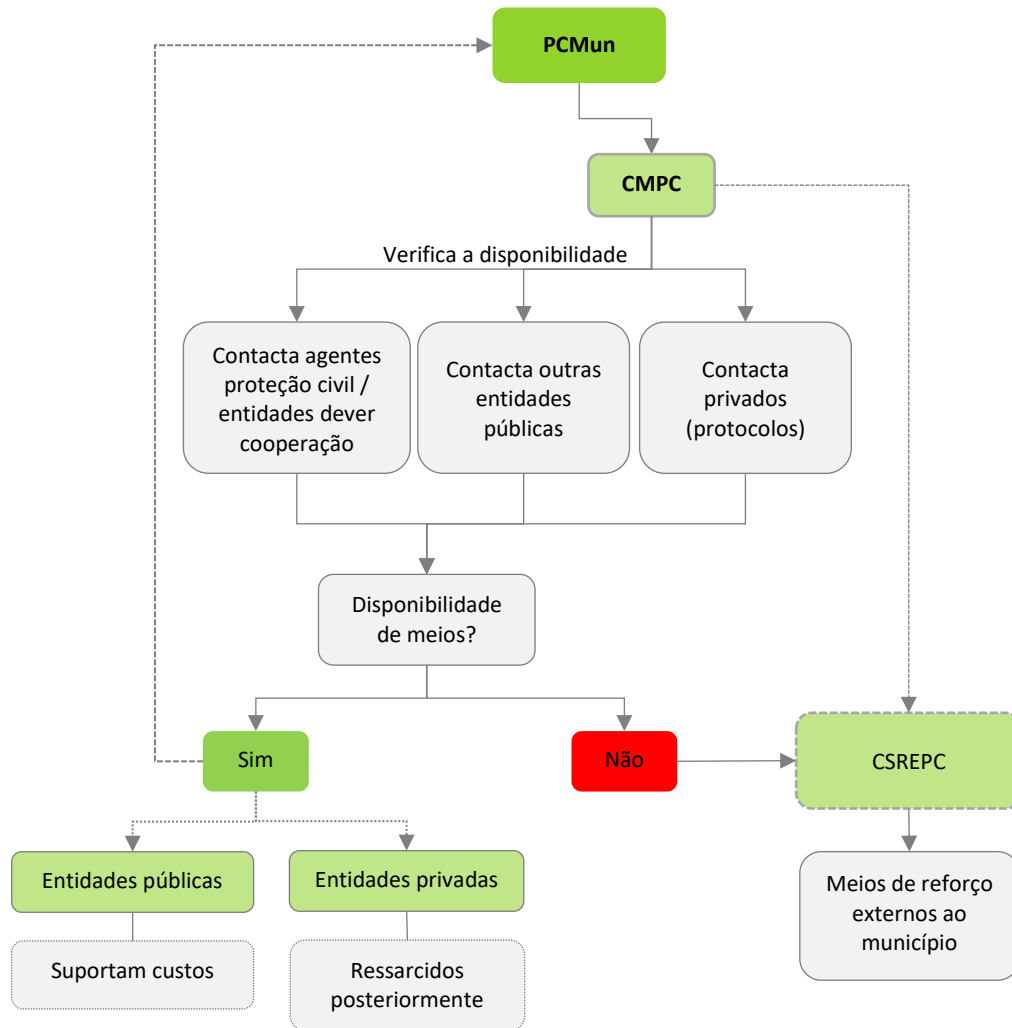 PCMun
CMPC
Verifica a disponibilidade
Contacta agentes
proteção civil /
entidades dever
cooperação
Contacta outras
entidades
públicas
Contacta
privados
(protocolos)
Disponibilidade
de meios?
Sim
Não
CSREPC
Entidades públicas
Entidades privadas
Meios de reforço
externos ao
município
Suportam custos
Ressarcidos
posteriormente